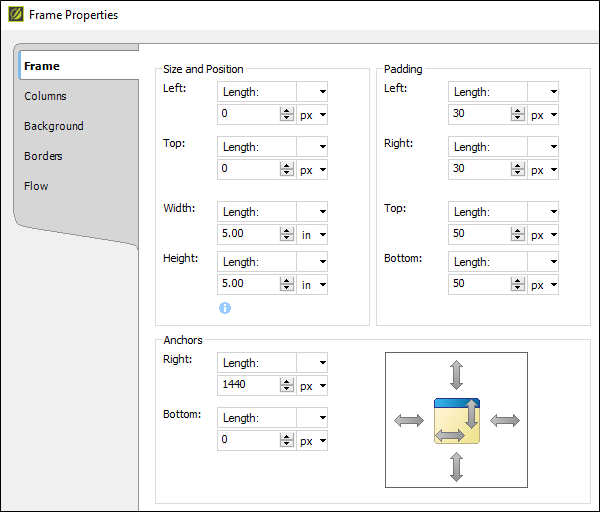 Frame Properties
Frame
Columns
Background
Borders
Flow
Size and Position
Left: Length:
0 px
Top: Length:
0 px
Width: Length:
5.00 in
Height: Length:
5.00 in
i
Padding
Left: Length:
30 px
Right: Length:
30 px
Top: Length:
50 px
Bottom: Length:
50 px
Anchors
Right: Length:
1440 px
Bottom: Length:
0 px